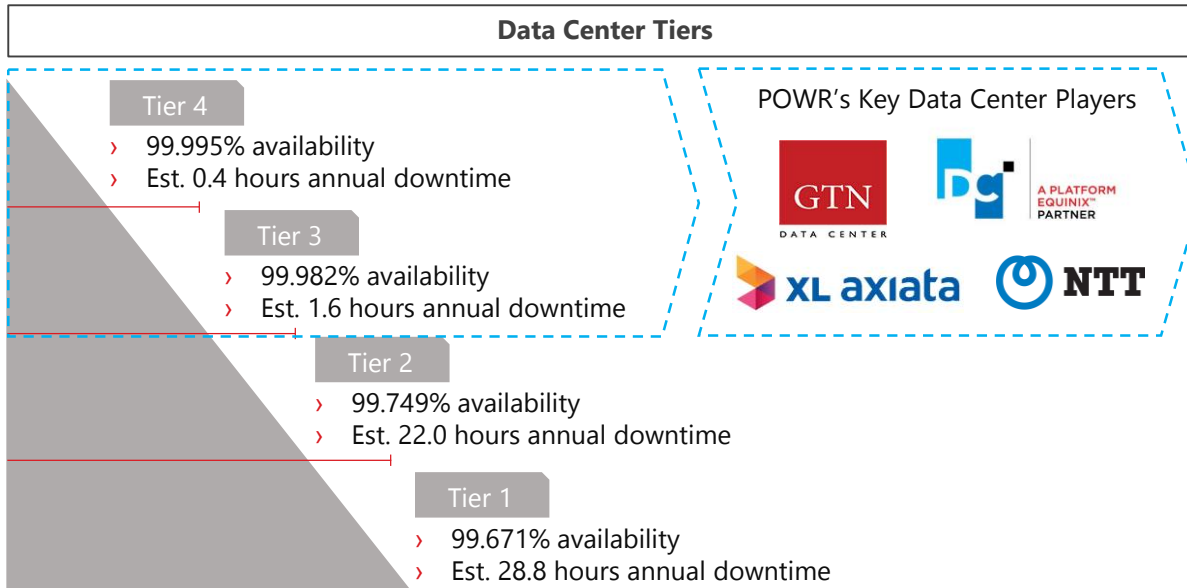 Data Center Tiers
Tier 4
› 99.995% availability
› Est. 0.4 hours annual downtime
Tier 3
› 99.982% availability
› Est. 1.6 hours annual downtime
Tier 2
› 99.749% availability
› Est. 22.0 hours annual downtime
Tier 1
› 99.671% availability
› Est. 28.8 hours annual downtime
POWR's Key Data Center Players
GTN
DATA CENTER
DCI
A PLATFORM
EQUINIX™
PARTNER
XL axiata
NTT